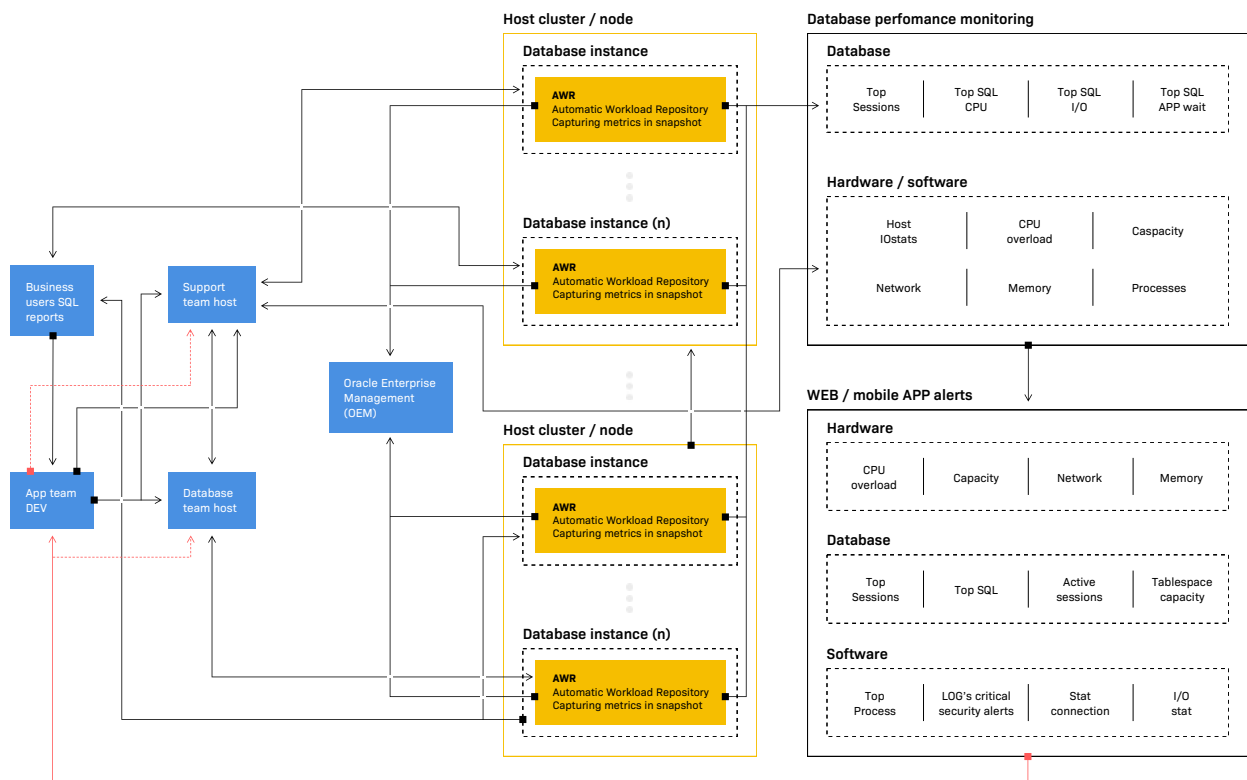 Host cluster / node
Database perfomance monitoring
Database instance
AWR
Automatic Workload Repository
Capturing metrics in snapshot
Database
Top
Sessions
Top SQL
CPU
Top SQL
I/O
Top SQL
APP wait
Database instance (n)
AWR
Automatic Workload Repository
Capturing metrics in snapshot
Hardware / software
Host
IOstats
CPU
overload
Caspacity
Network
Memory
Processes
Business
users SQL
reports
Support
team host
Oracle Enterprise
Management
(OEM)
App team
DEV
Database
team host
Host cluster / node
Database instance
AWR
Automatic Workload Repository
Capturing metrics in snapshot
Database instance (n)
AWR
Automatic Workload Repository
Capturing metrics in snapshot
WEB / mobile APP alerts
Hardware
CPU
overload
Capacity
Network
Memory
Database
Top
Sessions
Top SQL
Active
sessions
Tablespace
capacity
Software
Top
Process
LOG's critical
security alerts
Stat
connection
I/O
stat